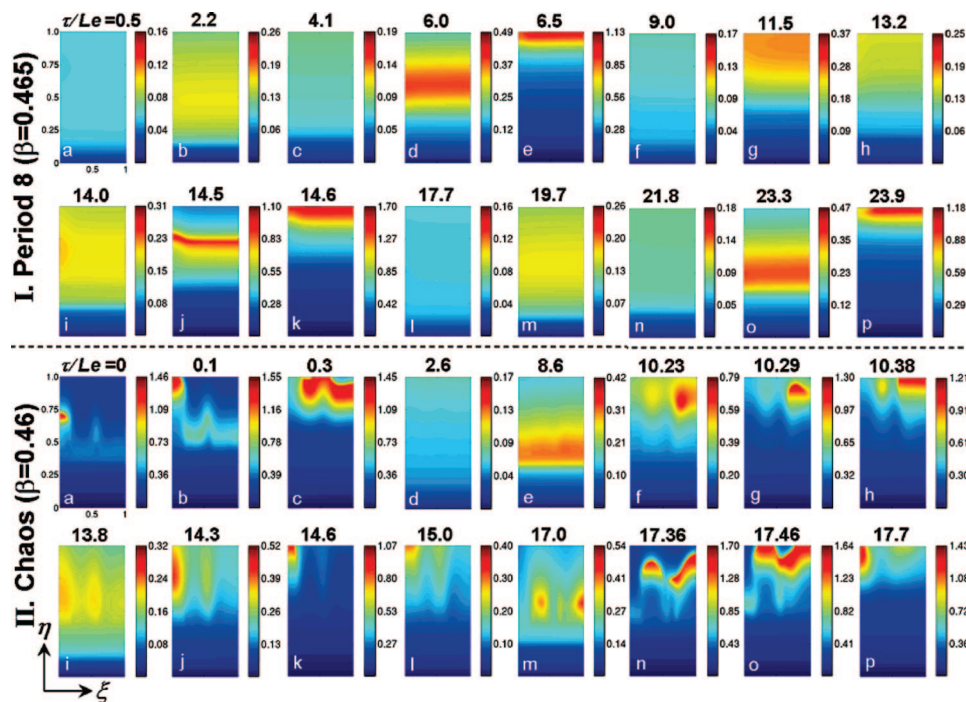 τ/Le=0.5 2.2 4.1 6.0 6.5 9.0 11.5 13.2
I. Period 8 (β=0.465)
1.0 0.16 0.26 0.19 0.49 1.13 0.17 0.37 0.25
0.75 0.12 0.19 0.14 0.37 0.85 0.12 0.28 0.19
0.5 0.08 0.13 0.09 0.25 0.56 0.08 0.18 0.13
0.25 0.04 0.06 0.05 0.12 0.28 0.04 0.09 0.06
0 a b c d e f g h
0.5 1
14.0 14.5 14.6 17.7 19.7 21.8 23.3 23.9
0.31 1.10 1.70 0.16 0.26 0.18 0.47 1.18
0.23 0.83 1.27 0.12 0.20 0.14 0.35 0.88
0.15 0.55 0.85 0.08 0.13 0.09 0.23 0.59
0.08 0.28 0.42 0.04 0.07 0.05 0.12 0.30
i j k l m n o p
τ/Le=0 0.1 0.3 2.6 8.6 10.23 10.29 10.38
II. Chaos (β=0.46)
1.0 1.46 1.55 1.45 0.17 0.42 0.79 1.30 1.21
0.75 1.09 1.16 1.09 0.13 0.31 0.59 0.97 0.91
0.5 0.73 0.78 0.73 0.09 0.21 0.39 0.65 0.61
0.25 0.36 0.39 0.36 0.04 0.10 0.20 0.32 0.30
0 a b c d e f g h
0.5 1
13.8 14.3 14.6 15.0 17.0 17.36 17.46 17.7
0.32 0.52 1.07 0.40 0.54 1.70 1.64 1.43
0.24 0.39 0.80 0.30 0.41 1.28 1.23 1.07
0.16 0.26 0.53 0.20 0.27 0.85 0.82 0.72
0.08 0.13 0.27 0.10 0.14 0.43 0.41 0.36
i j k l m n o p
η
ξ